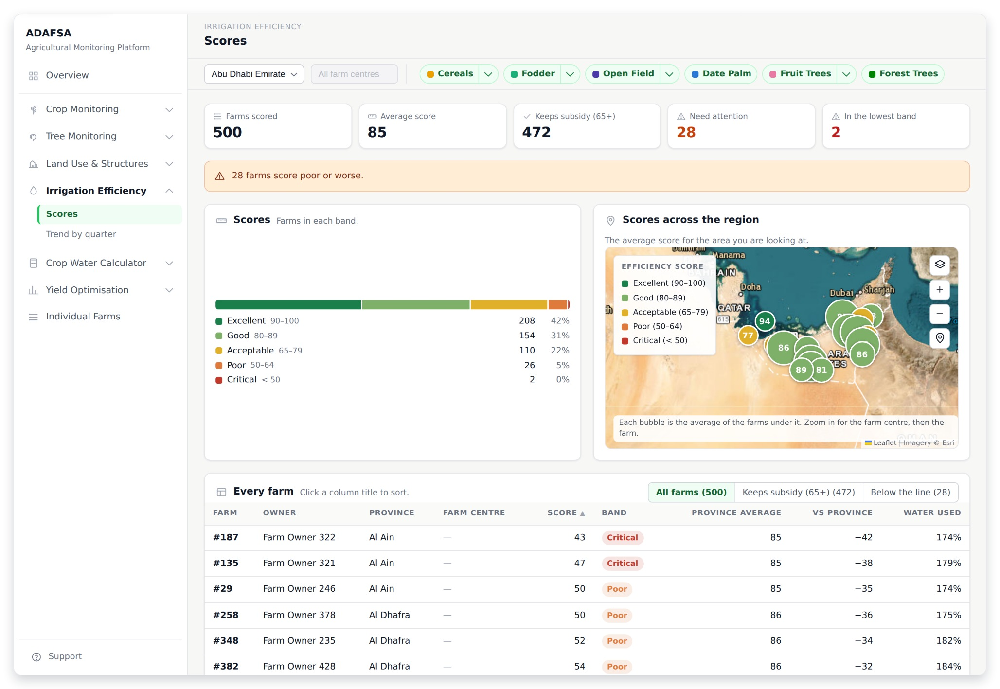 ADAFSA
Agricultural Monitoring Platform
Overview
Crop Monitoring
Tree Monitoring
Land Use & Structures
Irrigation Efficiency
Scores
Trend by quarter
Crop Water Calculator
Yield Optimisation
Individual Farms
Support
IRRIGATION EFFICIENCY
Scores
Abu Dhabi Emirate
All farm centres
Cereals
Fodder
Open Field
Date Palm
Fruit Trees
Forest Trees
Farms scored
500
Average score
85
Keeps subsidy (65+)
472
Need attention
28
In the lowest band
2
28 farms score poor or worse.
Scores Farms in each band.
Excellent 90–100 208 42%
Good 80–89 154 31%
Acceptable 65–79 110 22%
Poor 50–64 26 5%
Critical < 50 2 0%
Scores across the region
The average score for the area you are looking at.
EFFICIENCY SCORE
Excellent (90–100)
Good (80–89)
Acceptable (65–79)
Poor (50–64)
Critical (< 50)
Manama
BAHRAIN
Doha
QATAR
615
Dubai
Sharjah
94
77
86
89
81
86
+
−
Each bubble is the average of the farms under it. Zoom in for the farm centre, then the
farm.
OMAN
Leaflet | Imagery © Esri
Every farm Click a column title to sort.
All farms (500) Keeps subsidy (65+) (472) Below the line (28)
FARM OWNER PROVINCE FARM CENTRE SCORE ▲ BAND PROVINCE AVERAGE VS PROVINCE WATER USED
#187 Farm Owner 322 Al Ain — 43 Critical 85 −42 174%
#135 Farm Owner 321 Al Ain — 47 Critical 85 −38 179%
#29 Farm Owner 246 Al Ain — 50 Poor 85 −35 174%
#258 Farm Owner 378 Al Dhafra — 50 Poor 86 −36 175%
#348 Farm Owner 235 Al Dhafra — 52 Poor 86 −34 182%
#382 Farm Owner 428 Al Dhafra — 54 Poor 86 −32 184%